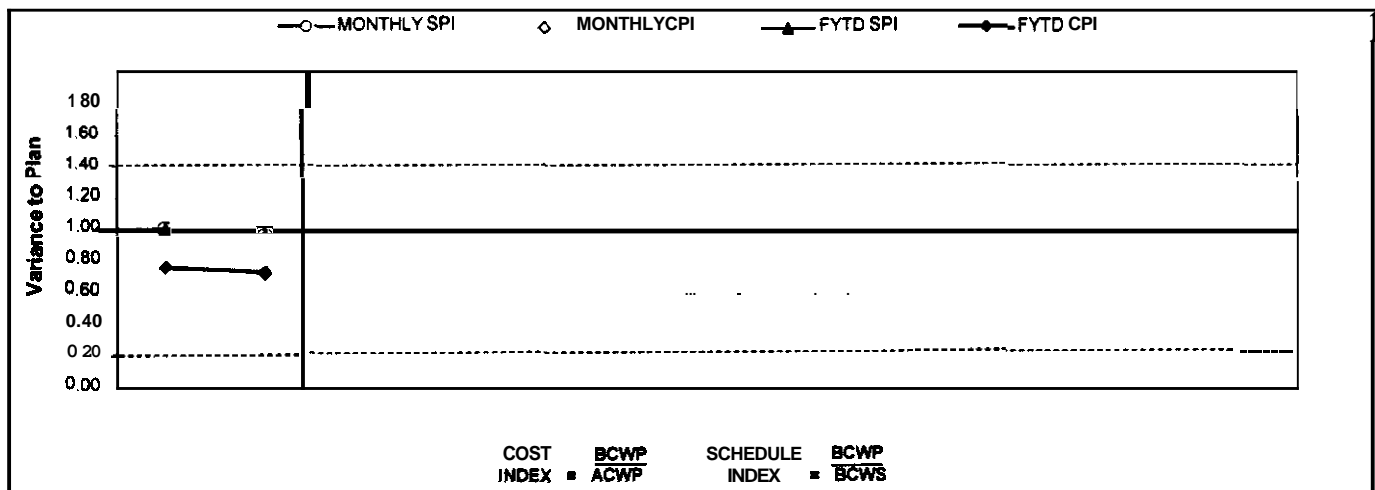 MONTHLY SPI MONTHLYCPI FYTD SPI FYTD CPI
Variance to Plan
1 80
1.60
1.40
1.20
1.00
0.80
0.60
0.40
0 20
0.00
COST BCWP SCHEDULE BCWP
INDEX = ACWP INDEX = BCWS